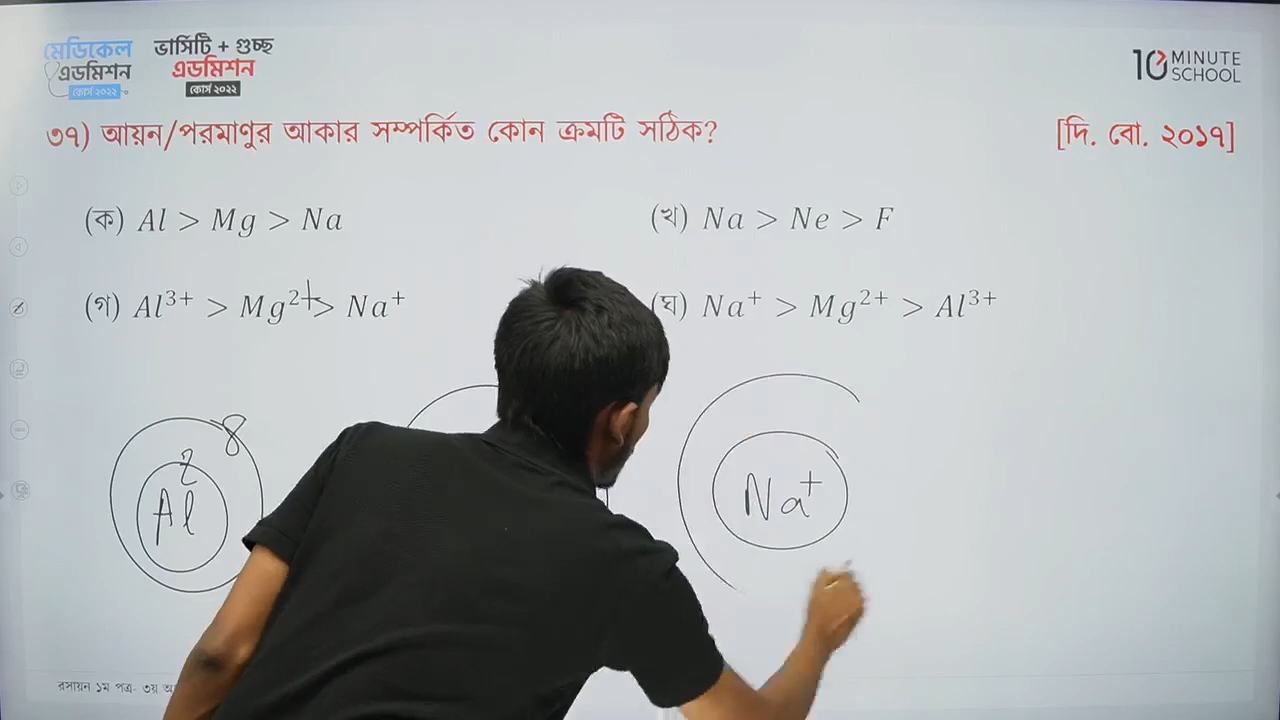 মেডিকেল এডমিশন কোর্স ২০২২
ভার্সিটি + গুচ্ছ এডমিশন কোর্স ২০২২
10 MINUTE SCHOOL
৩৭) আয়ন/পরমাণুর আকার সম্পর্কিত কোন ক্রমটি সঠিক? [দি. বো. ২০১৭]
(ক) Al > Mg > Na
(খ) Na > Ne > F
(গ) Al³⁺ > Mg²⁺ > Na⁺
(ঘ) Na⁺ > Mg²⁺ > Al³⁺
8
2
Al
Na⁺
রসায়ন ১ম পত্র- ৩য়